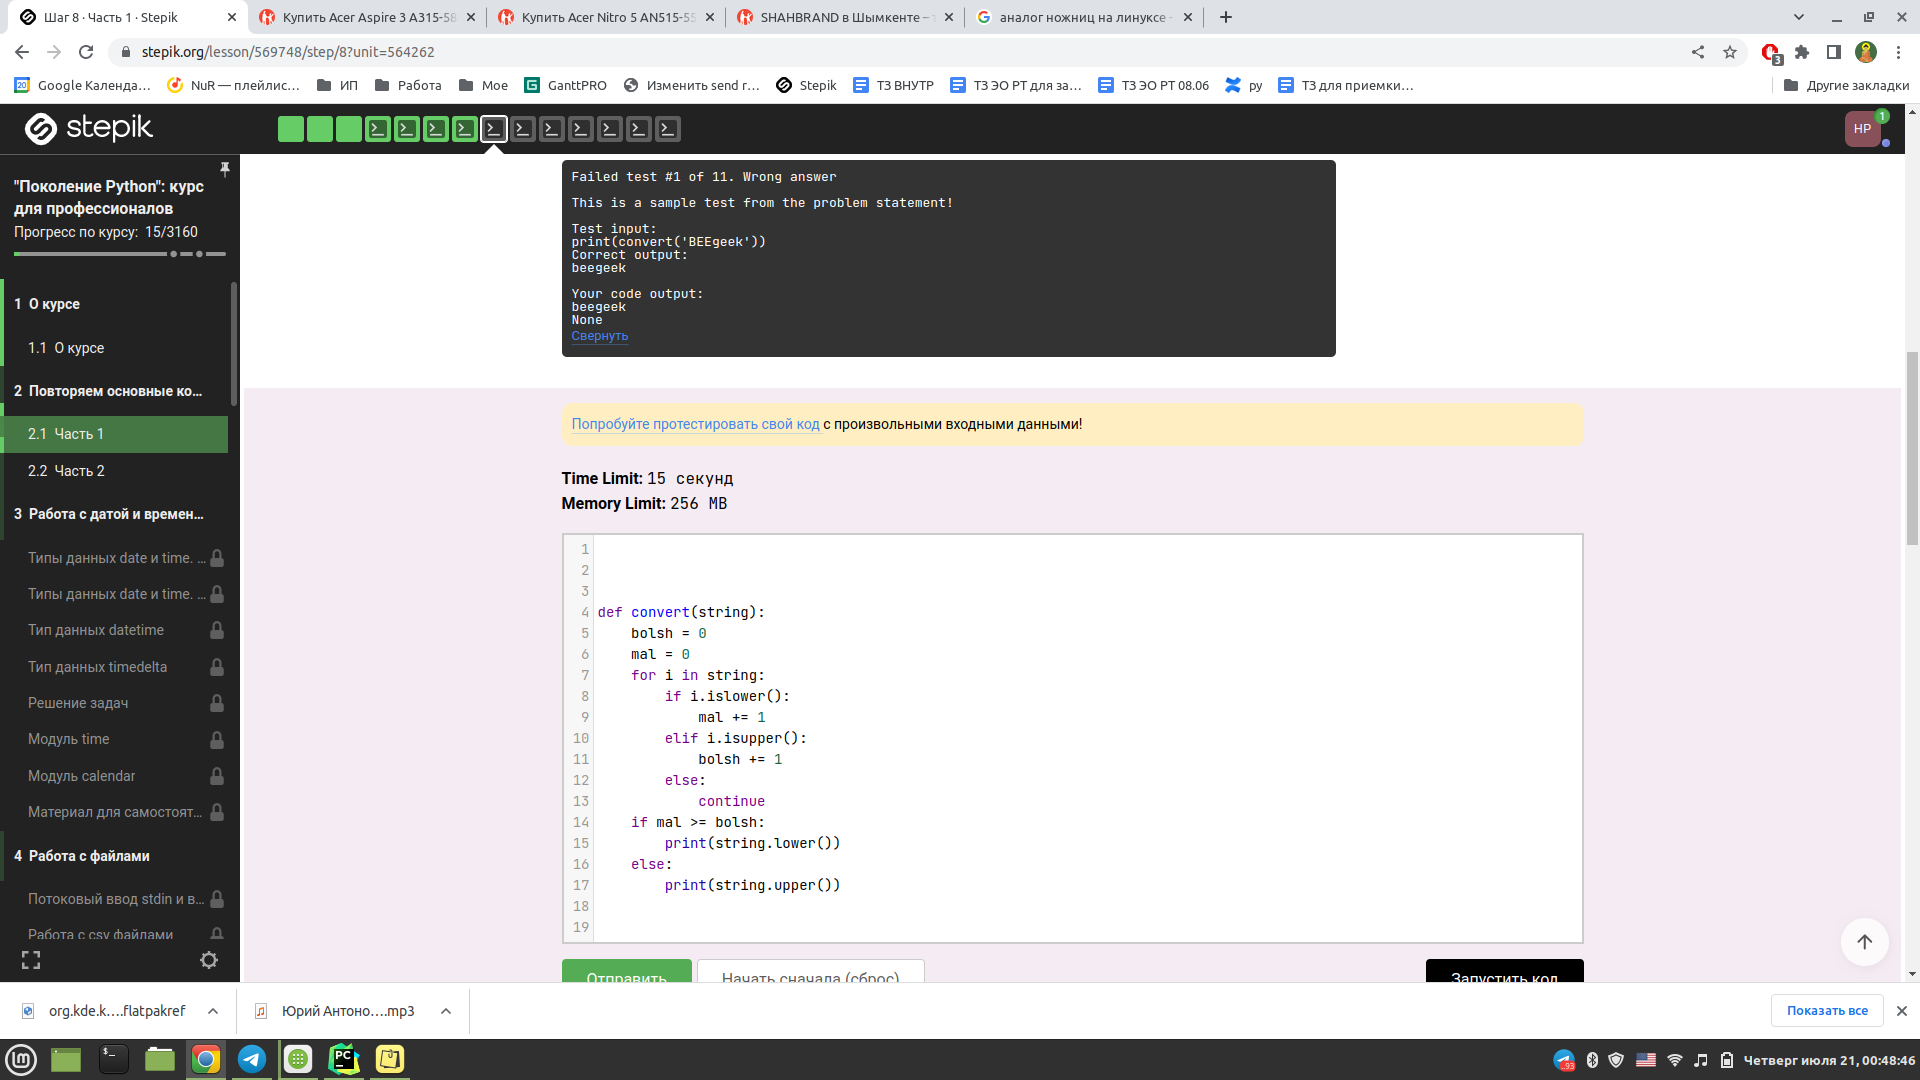 Шаг 8 · Часть 1 · Stepik
Купить Acer Aspire 3 A315-58
Купить Acer Nitro 5 AN515-55
SHAHBRAND в Шымкенте –
аналог ножниц на линуксе
stepik.org/lesson/569748/step/8?unit=564262
3
20
Google Календа...
NuR — плейлис...
ИП
Работа
Мое
GanttPRO
Изменить send r...
Stepik
ТЗ ВНУТР
ТЗ ЭО РТ для за...
ТЗ ЭО РТ 08.06
ру
ТЗ для приемки...
Другие закладки
stepik
НР
1
"Поколение Python": курс
для профессионалов
Прогресс по курсу: 15/3160
1 О курсе
1.1 О курсе
2 Повторяем основные ко...
2.1 Часть 1
2.2 Часть 2
3 Работа с датой и времен...
Типы данных date и time. ...
Типы данных date и time. ...
Тип данных datetime
Тип данных timedelta
Решение задач
Модуль time
Модуль calendar
Материал для самостоят...
4 Работа с файлами
Потоковый ввод stdin и в...
Работа с csv файлами
Failed test #1 of 11. Wrong answer
This is a sample test from the problem statement!
Test input:
print(convert('BEEgeek'))
Correct output:
beegeek
Your code output:
beegeek
None
Свернуть
Попробуйте протестировать свой код с произвольными входными данными!
Time Limit: 15 секунд
Memory Limit: 256 MB
1
2
3
4 def convert(string):
5 bolsh = 0
6 mal = 0
7 for i in string:
8 if i.islower():
9 mal += 1
10 elif i.isupper():
11 bolsh += 1
12 else:
13 continue
14 if mal >= bolsh:
15 print(string.lower())
16 else:
17 print(string.upper())
18
19
Отправить
Начать сначала (сброс)
Запустить код
org.kde.k....flatpakref
Юрий Антоно....mp3
Показать все
PC
Четверг июля 21, 00:48:46